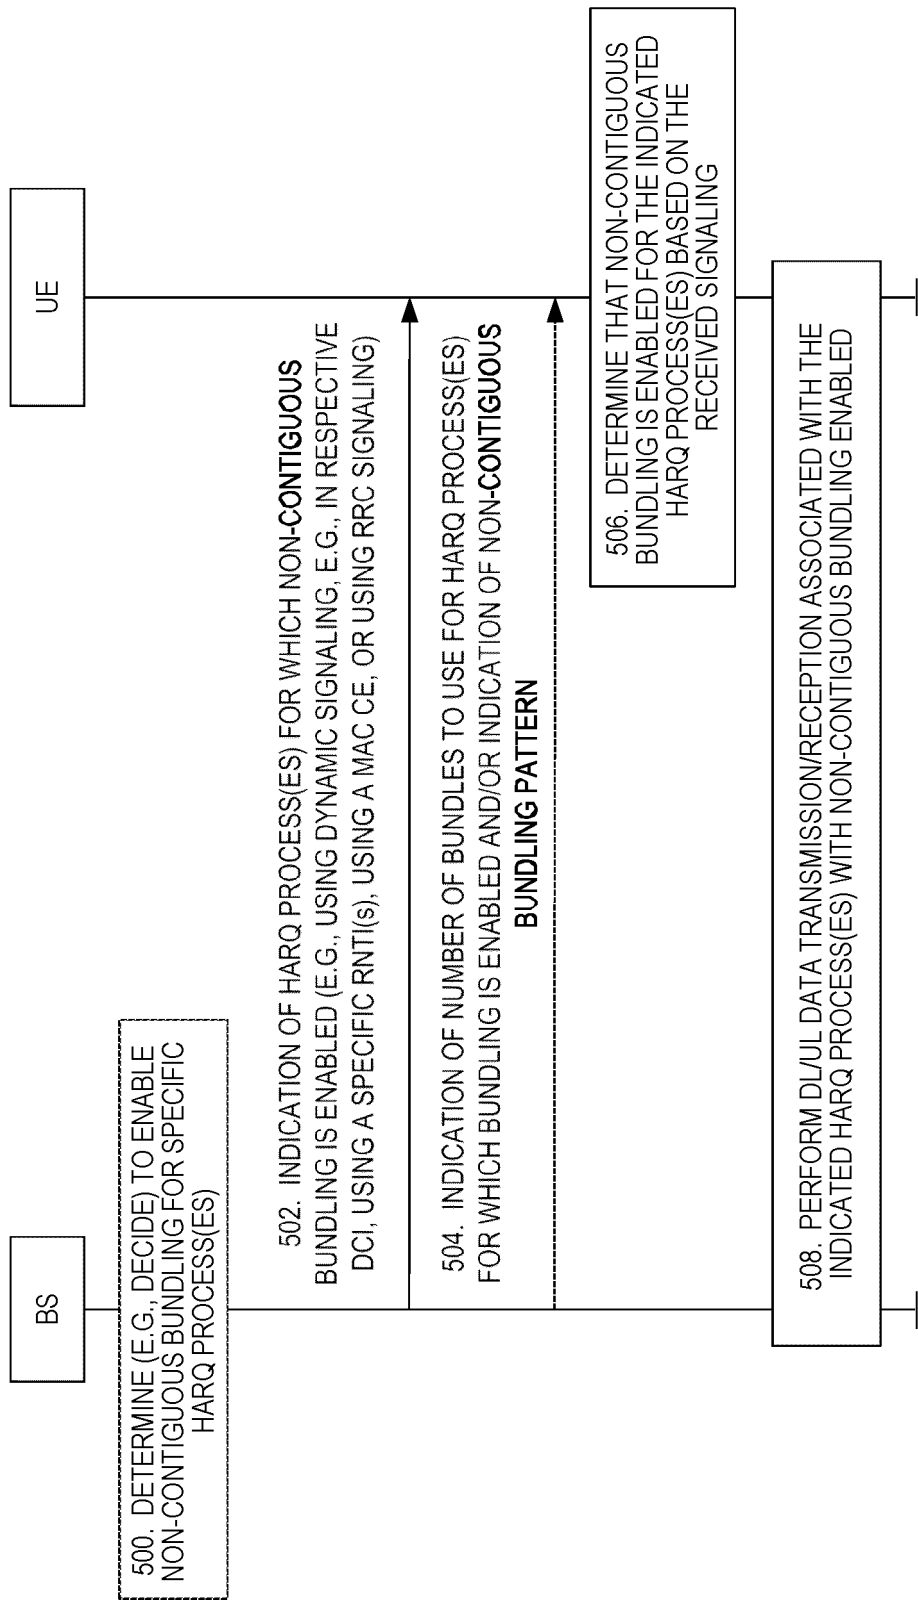 BS
UE
500. DETERMINE (E.G., DECIDE) TO ENABLE
NON-CONTIGUOUS BUNDLING FOR SPECIFIC
HARQ PROCESS(ES)
502. INDICATION OF HARQ PROCESS(ES) FOR WHICH NON-CONTIGUOUS
BUNDLING IS ENABLED (E.G., USING DYNAMIC SIGNALING, E.G., IN RESPECTIVE
DCI, USING A SPECIFIC RNTI(s), USING A MAC CE, OR USING RRC SIGNALING)
504. INDICATION OF NUMBER OF BUNDLES TO USE FOR HARQ PROCESS(ES)
FOR WHICH BUNDLING IS ENABLED AND/OR INDICATION OF NON-CONTIGUOUS
BUNDLING PATTERN
506. DETERMINE THAT NON-CONTIGUOUS
BUNDLING IS ENABLED FOR THE INDICATED
HARQ PROCESS(ES) BASED ON THE
RECEIVED SIGNALING
508. PERFORM DL/UL DATA TRANSMISSION/RECEPTION ASSOCIATED WITH THE
INDICATED HARQ PROCESS(ES) WITH NON-CONTIGUOUS BUNDLING ENABLED